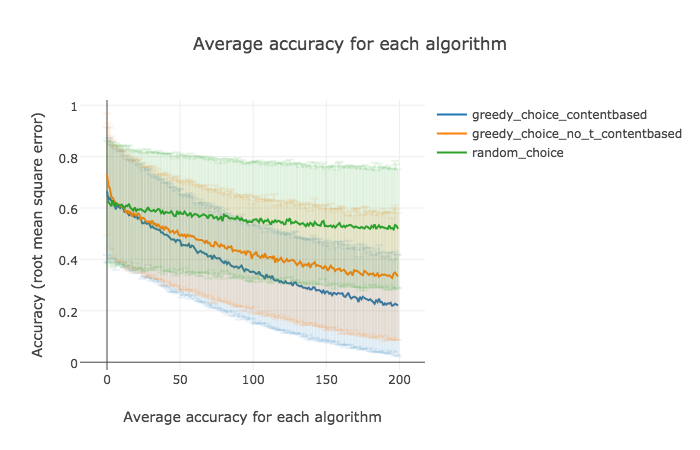 Average accuracy for each algorithm
greedy_choice_contentbased
greedy_choice_no_t_contentbased
random_choice
Accuracy (root mean square error)
1
0.8
0.6
0.4
0.2
0
0 50 100 150 200
Average accuracy for each algorithm